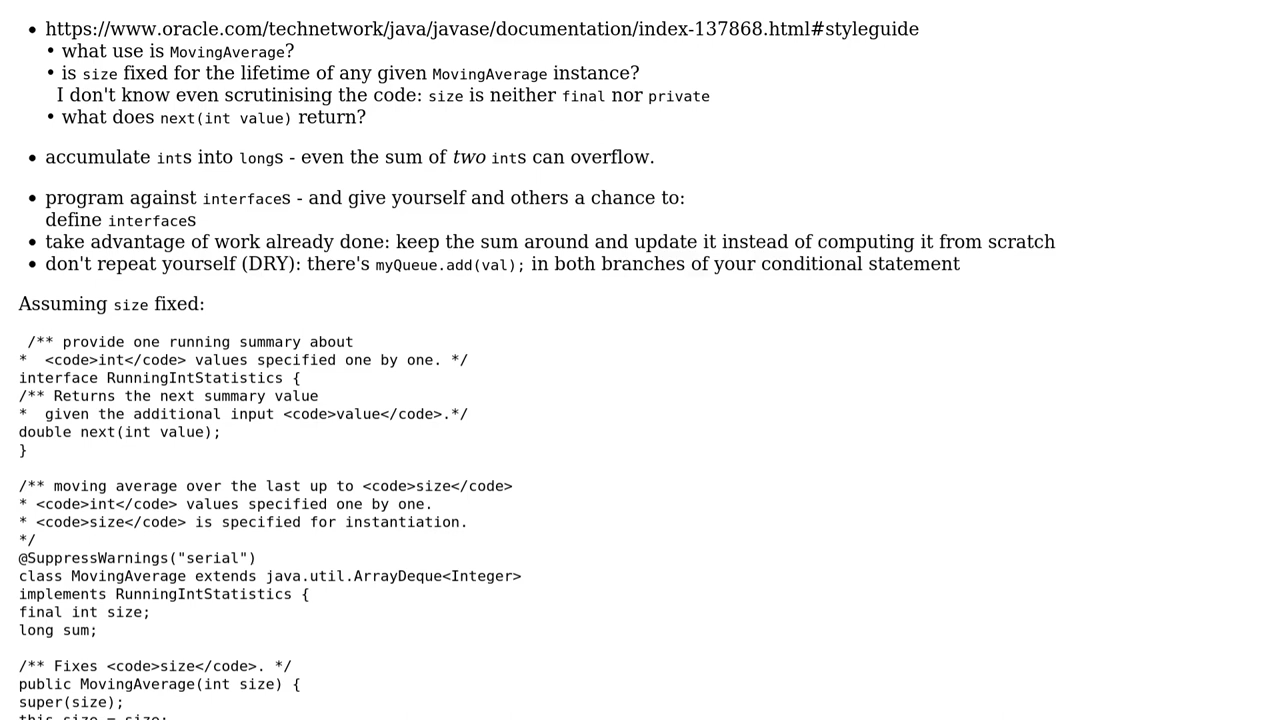 • https://www.oracle.com/technetwork/java/javase/documentation/index-137868.html#styleguide
• what use is MovingAverage?
• is size fixed for the lifetime of any given MovingAverage instance?
I don't know even scrutinising the code: size is neither final nor private
• what does next(int value) return?
• accumulate ints into longs - even the sum of two ints can overflow.
• program against interfaces - and give yourself and others a chance to:
define interfaces
• take advantage of work already done: keep the sum around and update it instead of computing it from scratch
• don't repeat yourself (DRY): there's myQueue.add(val); in both branches of your conditional statement
Assuming size fixed:
/** provide one running summary about
*  <code>int</code> values specified one by one. */
interface RunningIntStatistics {
/** Returns the next summary value
*  given the additional input <code>value</code>.*/
double next(int value);
}
/** moving average over the last up to <code>size</code>
* <code>int</code> values specified one by one.
* <code>size</code> is specified for instantiation.
*/
@SuppressWarnings("serial")
class MovingAverage extends java.util.ArrayDeque<Integer>
implements RunningIntStatistics {
final int size;
long sum;
/** Fixes <code>size</code>. */
public MovingAverage(int size) {
super(size);
this.size = size;